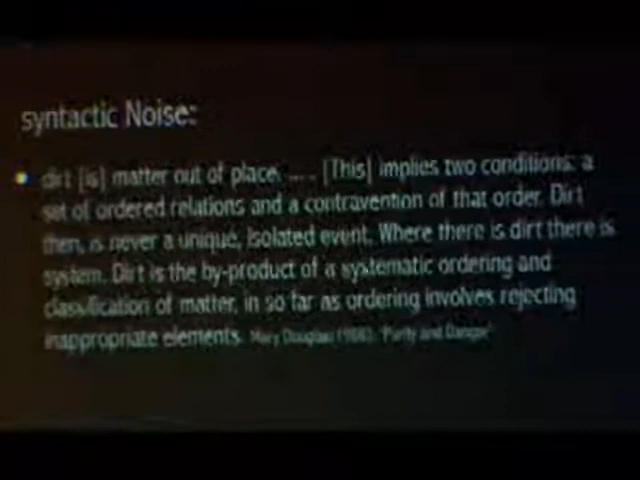 syntactic Noise:
dirt [is] matter out of place. ... [This] implies two conditions: a
set of ordered relations and a contravention of that order. Dirt
then, is never a unique, isolated event. Where there is dirt there is
system. Dirt is the by-product of a systematic ordering and
classification of matter, in so far as ordering involves rejecting
inappropriate elements. Mary Douglas 'Purity and Danger'